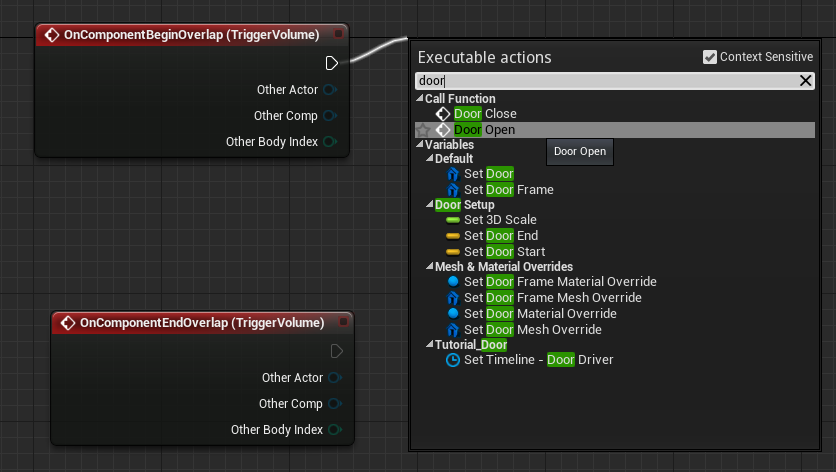 OnComponentBeginOverlap (TriggerVolume)
Other Actor
Other Comp
Other Body Index
Executable actions
Context Sensitive
door
Call Function
Door Close
Door Open
Door Open
Variables
Default
Set Door
Set Door Frame
Door Setup
Set 3D Scale
Set Door End
Set Door Start
Mesh & Material Overrides
Set Door Frame Material Override
Set Door Frame Mesh Override
Set Door Material Override
Set Door Mesh Override
Tutorial_Door
Set Timeline - Door Driver
OnComponentEndOverlap (TriggerVolume)
Other Actor
Other Comp
Other Body Index